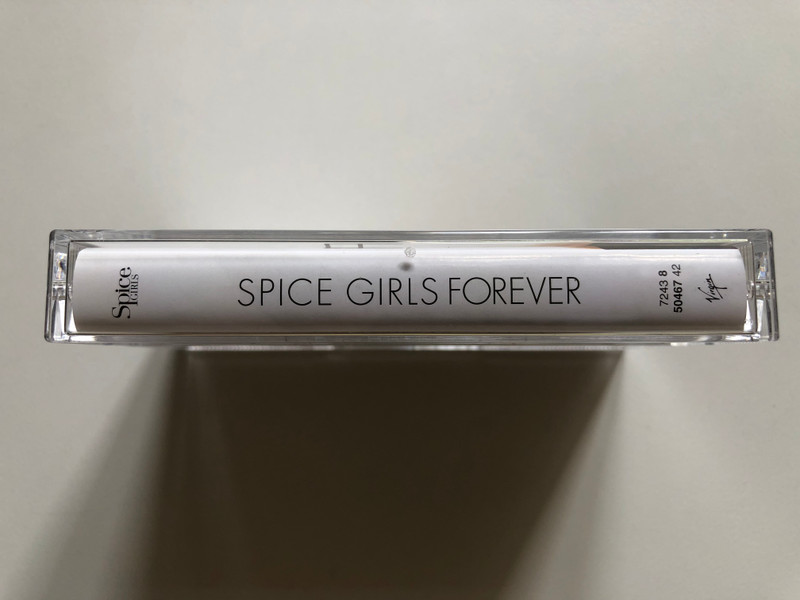 Spice
GIRLS
SPICE GIRLS FOREVER
7243 8
50467 42
Virgin